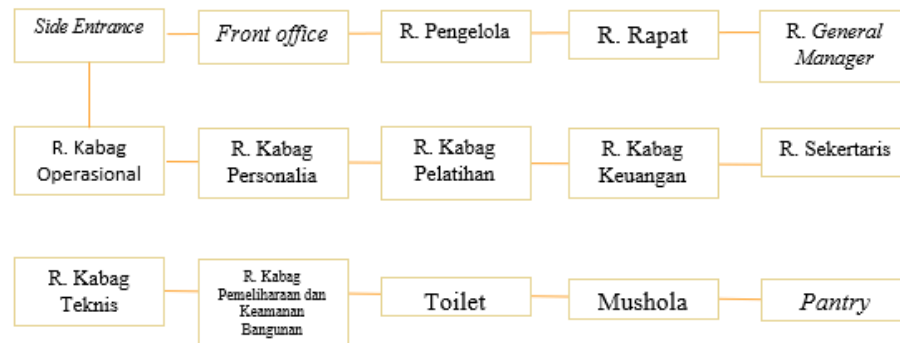 Side Entrance
Front office
R. Pengelola
R. Rapat
R. General
Manager
R. Kabag
Operasional
R. Kabag
Personalia
R. Kabag
Pelatihan
R. Kabag
Keuangan
R. Sekertaris
R. Kabag
Teknis
R. Kabag
Pemeliharaan dan
Keamanan
Bangunan
Toilet
Mushola
Pantry